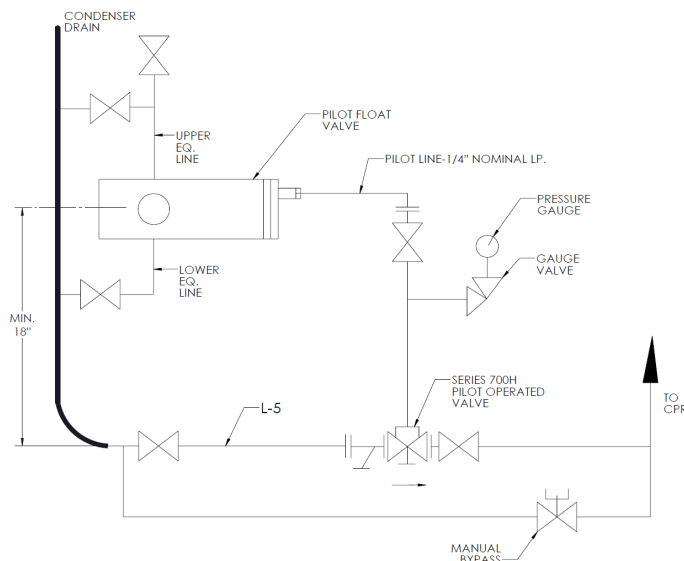 CONDENSER
DRAIN
PILOT FLOAT
VALVE
UPPER
EQ.
LINE
PILOT LINE-1/4" NOMINAL LP.
PRESSURE
GAUGE
GAUGE
VALVE
LOWER
EQ.
LINE
MIN.
18"
SERIES 700H
PILOT OPERATED
VALVE
L-5
TO
CPR
MANUAL
BYPASS